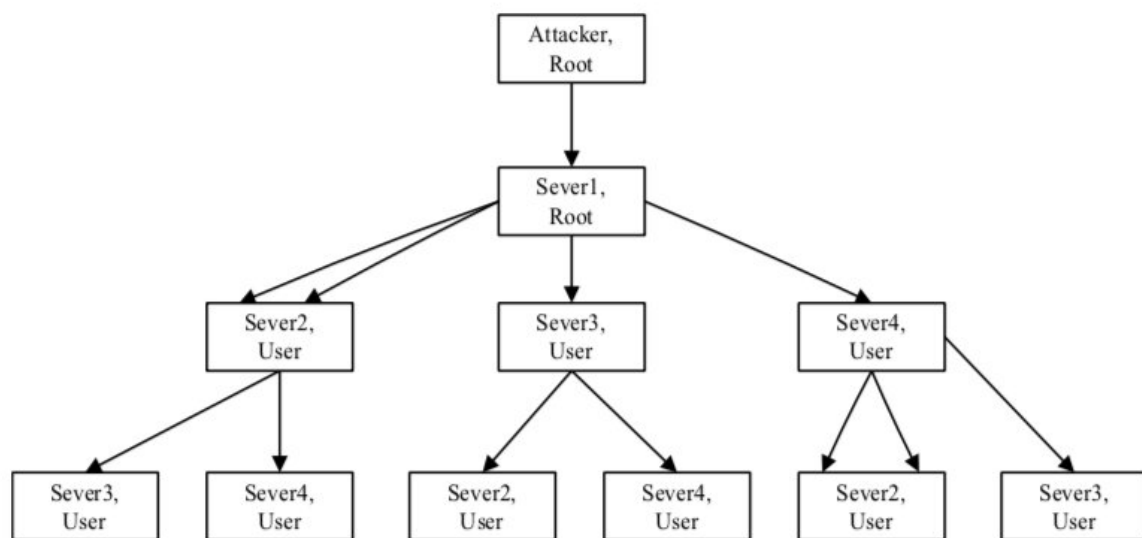 Attacker,
Root
Sever1,
Root
Sever2,
User
Sever3,
User
Sever4,
User
Sever3,
User
Sever4,
User
Sever2,
User
Sever4,
User
Sever2,
User
Sever3,
User